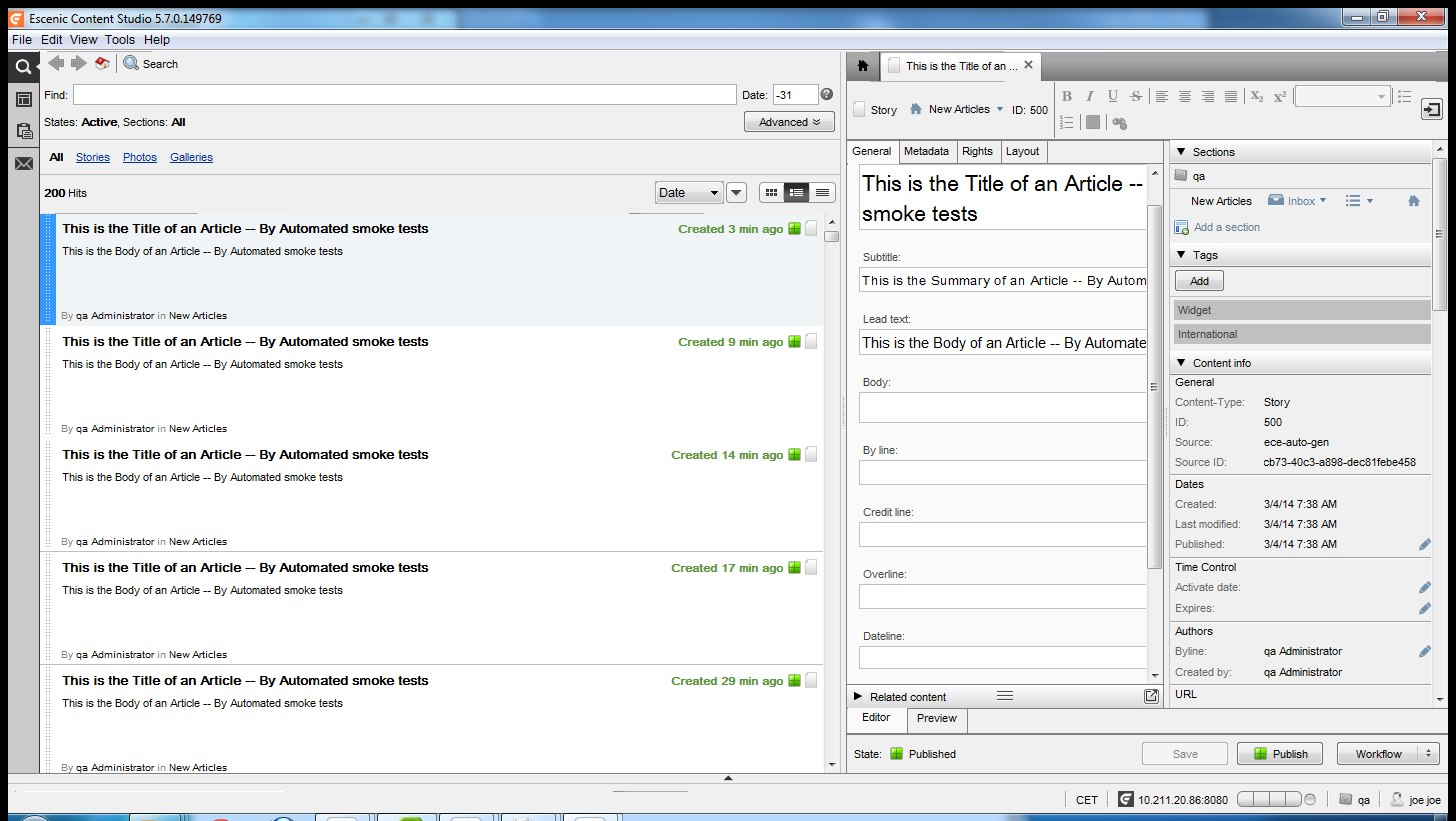 Escenic Content Studio 5.7.0.149769
File Edit View Tools Help
Search
Find: Date: -31
States: Active, Sections: All
Advanced
All Stories Photos Galleries
200 Hits
Date
This is the Title of an Article -- By Automated smoke tests
Created 3 min ago
This is the Body of an Article -- By Automated smoke tests
By qa Administrator in New Articles
This is the Title of an Article -- By Automated smoke tests
Created 9 min ago
This is the Body of an Article -- By Automated smoke tests
By qa Administrator in New Articles
This is the Title of an Article -- By Automated smoke tests
Created 14 min ago
This is the Body of an Article -- By Automated smoke tests
By qa Administrator in New Articles
This is the Title of an Article -- By Automated smoke tests
Created 17 min ago
This is the Body of an Article -- By Automated smoke tests
By qa Administrator in New Articles
This is the Title of an Article -- By Automated smoke tests
Created 29 min ago
This is the Body of an Article -- By Automated smoke tests
By qa Administrator in New Articles
This is the Title of an ...
Story New Articles ID: 500
B I U S X2 X2
General Metadata Rights Layout
This is the Title of an Article --
smoke tests
Subtitle:
This is the Summary of an Article -- By Autom
Lead text:
This is the Body of an Article -- By Automate
Body:
By line:
Credit line:
Overline:
Dateline:
Related content
Editor Preview
State: Published
Save Publish Workflow
Sections
qa
New Articles Inbox
Add a section
Tags
Add
Widget
International
Content info
General
Content-Type: Story
ID: 500
Source: ece-auto-gen
Source ID: cb73-40c3-a898-dec81febe458
Dates
Created: 3/4/14 7:38 AM
Last modified: 3/4/14 7:38 AM
Published: 3/4/14 7:38 AM
Time Control
Activate date:
Expires:
Authors
Byline: qa Administrator
Created by: qa Administrator
URL
CET 10.211.20.86:8080 qa joe joe